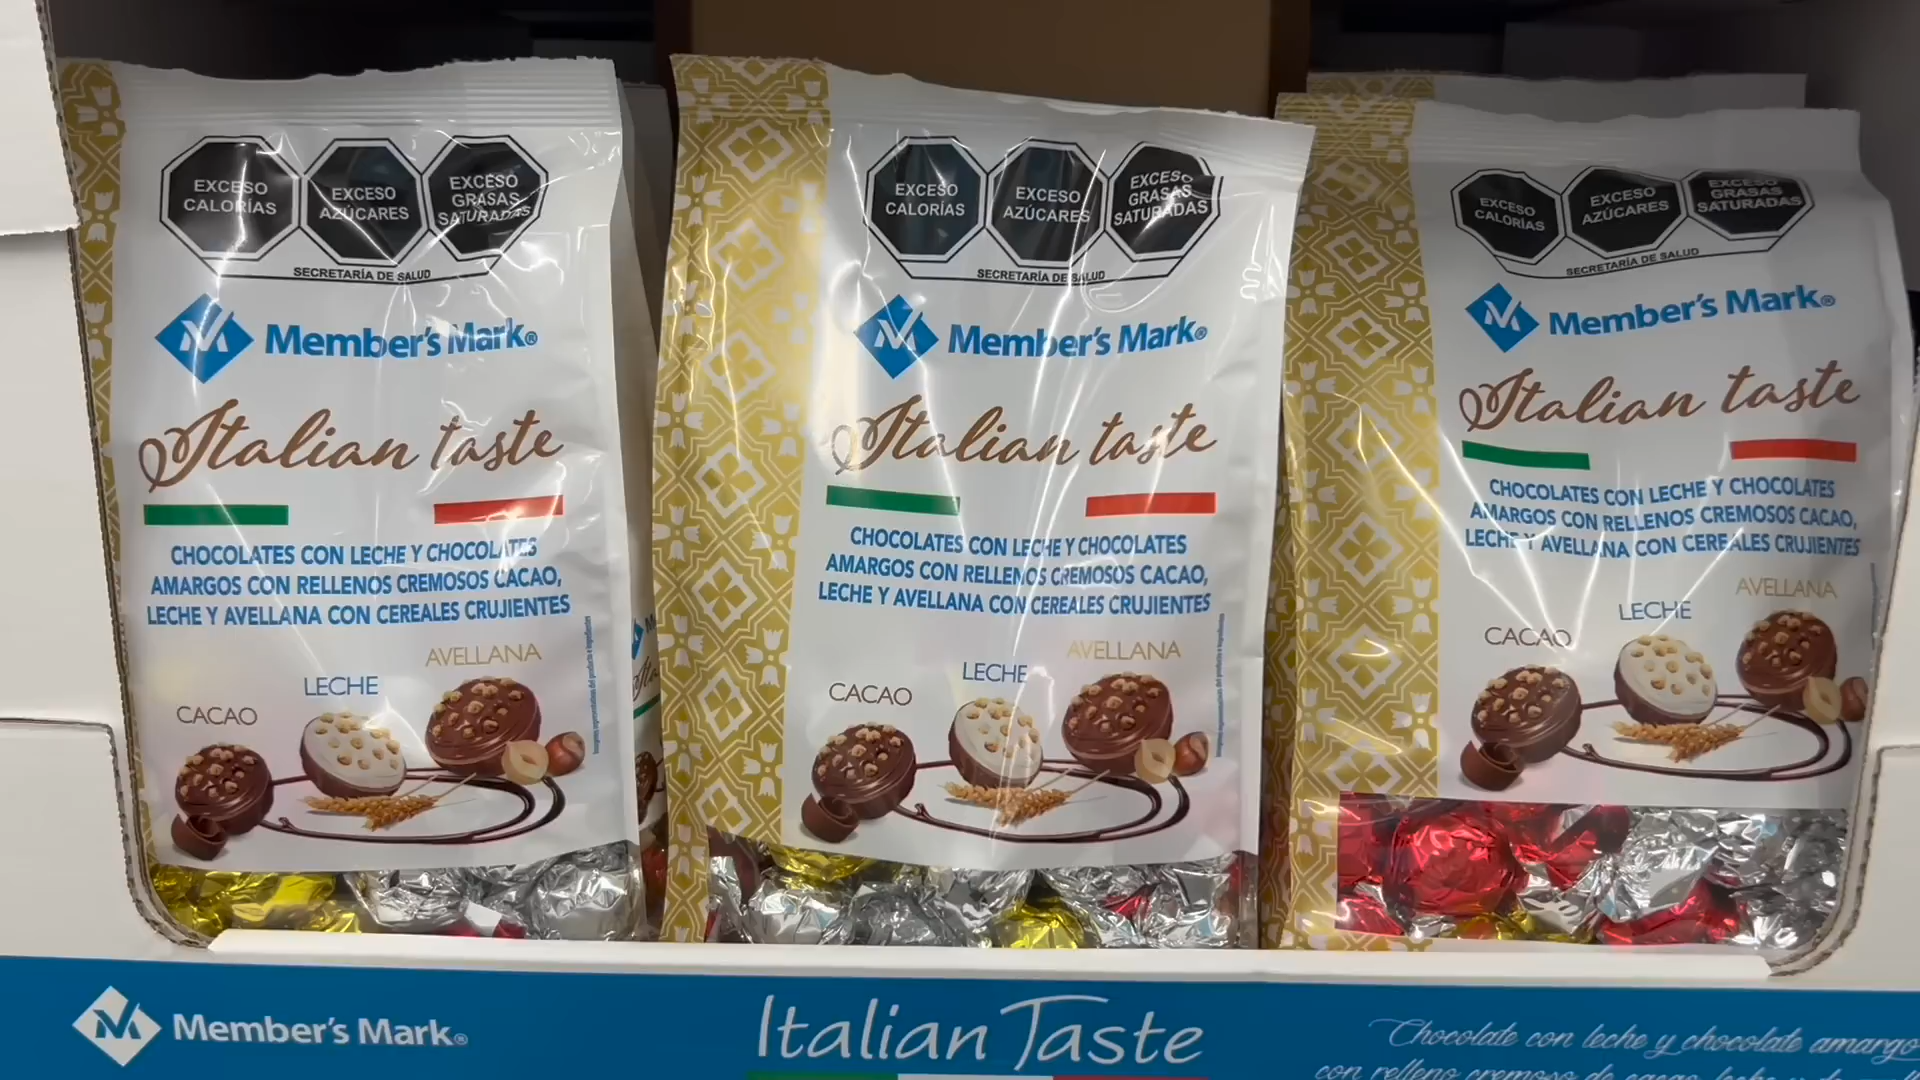 EXCESO
CALORÍAS
EXCESO
AZÚCARES
EXCESO
GRASAS
SATURADAS
SECRETARÍA DE SALUD
Member's Mark®
Italian taste
CHOCOLATES CON LECHE Y CHOCOLATES
AMARGOS CON RELLENOS CREMOSOS CACAO,
LECHE Y AVELLANA CON CEREALES CRUJIENTES
CACAO
LECHE
AVELLANA
EXCESO
CALORÍAS
EXCESO
AZÚCARES
EXCESO
GRASAS
SATURADAS
SECRETARÍA DE SALUD
Member's Mark®
Italian taste
CHOCOLATES CON LECHE Y CHOCOLATES
AMARGOS CON RELLENOS CREMOSOS CACAO,
LECHE Y AVELLANA CON CEREALES CRUJIENTES
CACAO
LECHE
AVELLANA
EXCESO
CALORÍAS
EXCESO
AZÚCARES
EXCESO
GRASAS
SATURADAS
SECRETARÍA DE SALUD
Member's Mark®
Italian taste
CHOCOLATES CON LECHE Y CHOCOLATES
AMARGOS CON RELLENOS CREMOSOS CACAO,
LECHE Y AVELLANA CON CEREALES CRUJIENTES
CACAO
LECHE
AVELLANA
Member's Mark®
Italian Taste
Chocolate con leche y chocolate amargo
con relleno cremoso de cacao